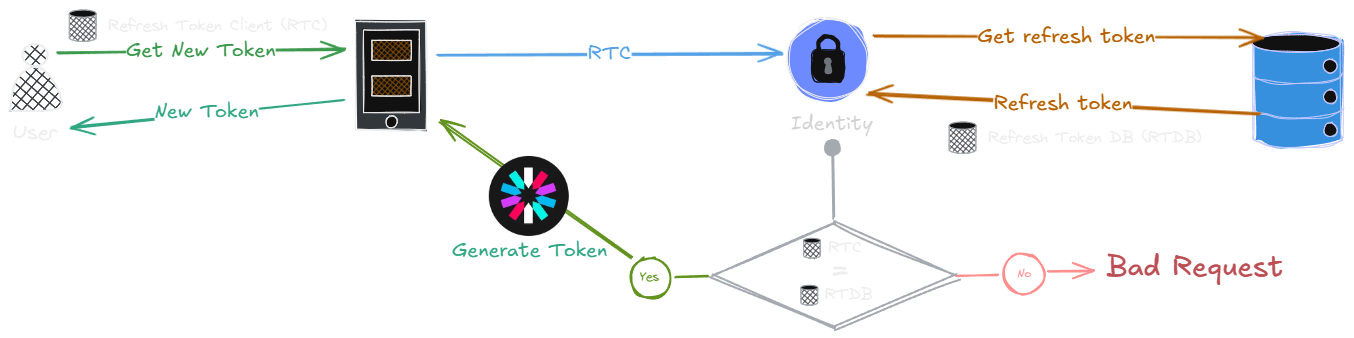 Refresh Token Client (RTC)
Get New Token
RTC
Get refresh token
New Token
Refresh token
User
Identity
Refresh Token DB (RTDB)
Generate Token
Yes
RTC
=
RTDB
No
Bad Request